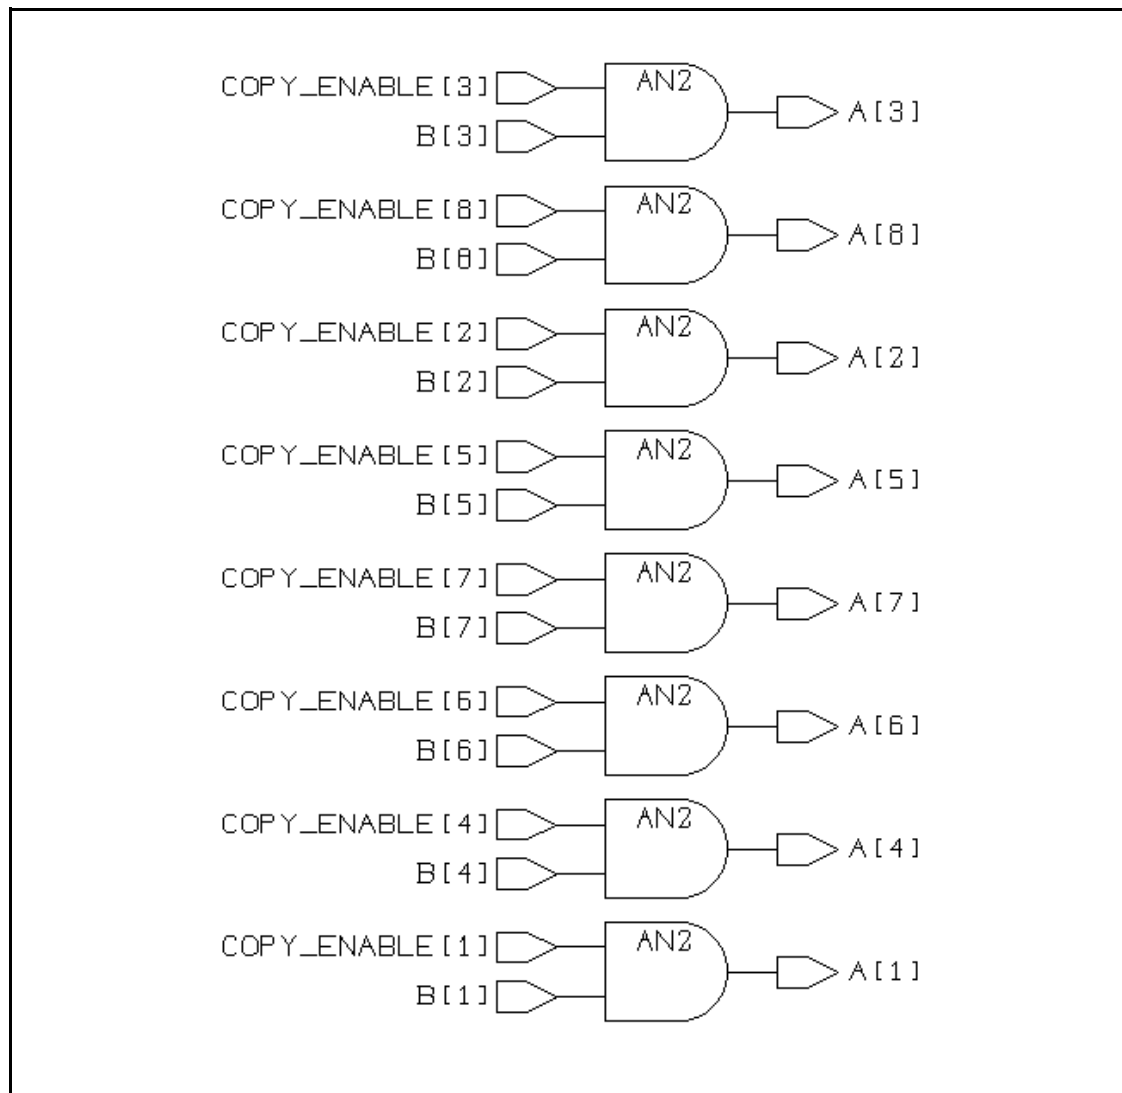 COPY_ENABLE[3] AN2
B[3] A[3]
COPY_ENABLE[8] AN2
B[8] A[8]
COPY_ENABLE[2] AN2
B[2] A[2]
COPY_ENABLE[5] AN2
B[5] A[5]
COPY_ENABLE[7] AN2
B[7] A[7]
COPY_ENABLE[6] AN2
B[6] A[6]
COPY_ENABLE[4] AN2
B[4] A[4]
COPY_ENABLE[1] AN2
B[1] A[1]